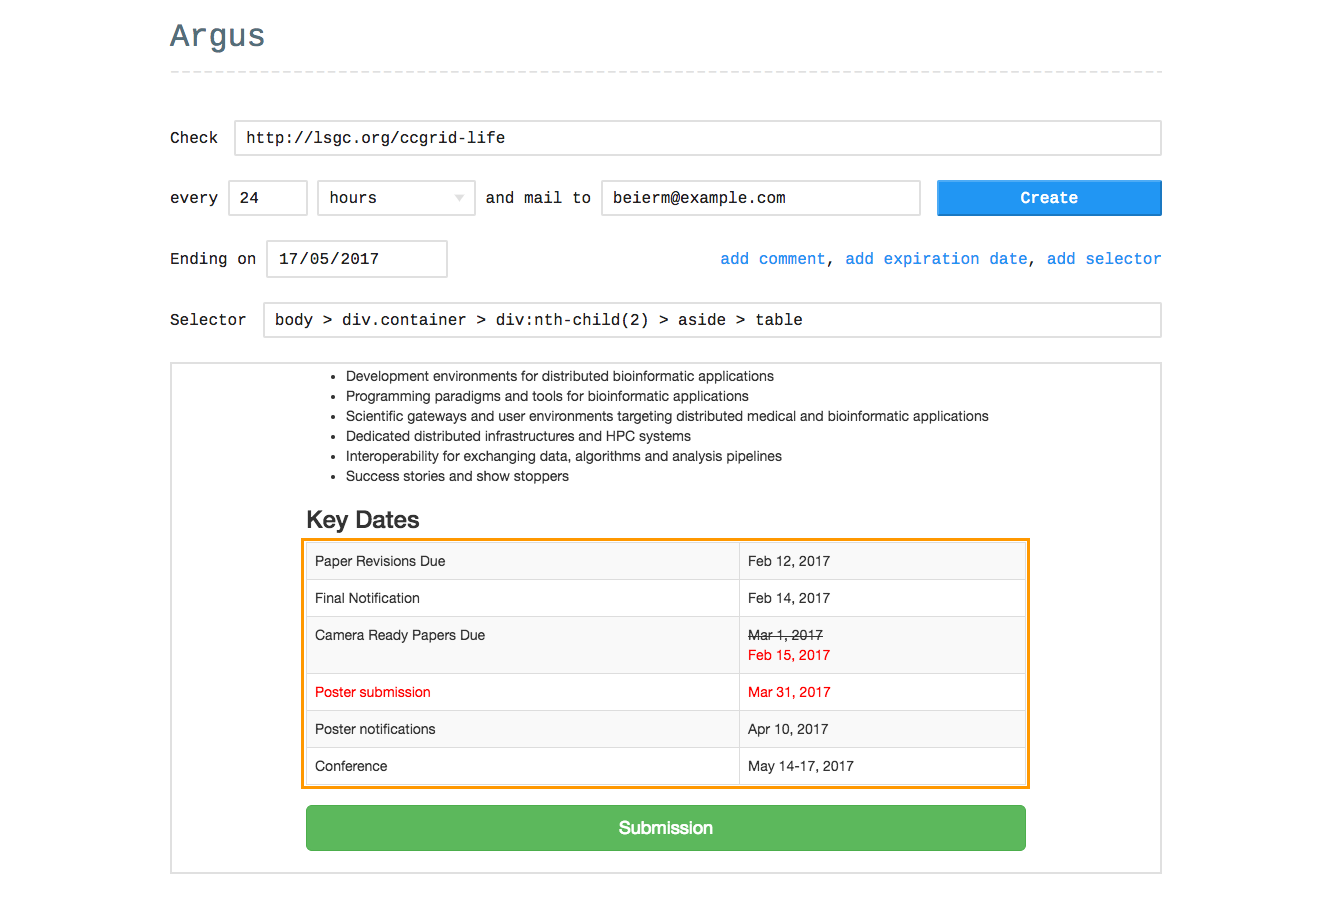 Argus
Check http://lsgc.org/ccgrid-life
every 24 hours and mail to beierm@example.com Create
Ending on 17/05/2017 add comment, add expiration date, add selector
Selector body > div.container > div:nth-child(2) > aside > table
• Development environments for distributed bioinformatic applications
• Programming paradigms and tools for bioinformatic applications
• Scientific gateways and user environments targeting distributed medical and bioinformatic applications
• Dedicated distributed infrastructures and HPC systems
• Interoperability for exchanging data, algorithms and analysis pipelines
• Success stories and show stoppers
Key Dates
Paper Revisions Due Feb 12, 2017
Final Notification Feb 14, 2017
Camera Ready Papers Due Mar 1, 2017
Feb 15, 2017
Poster submission Mar 31, 2017
Poster notifications Apr 10, 2017
Conference May 14-17, 2017
Submission